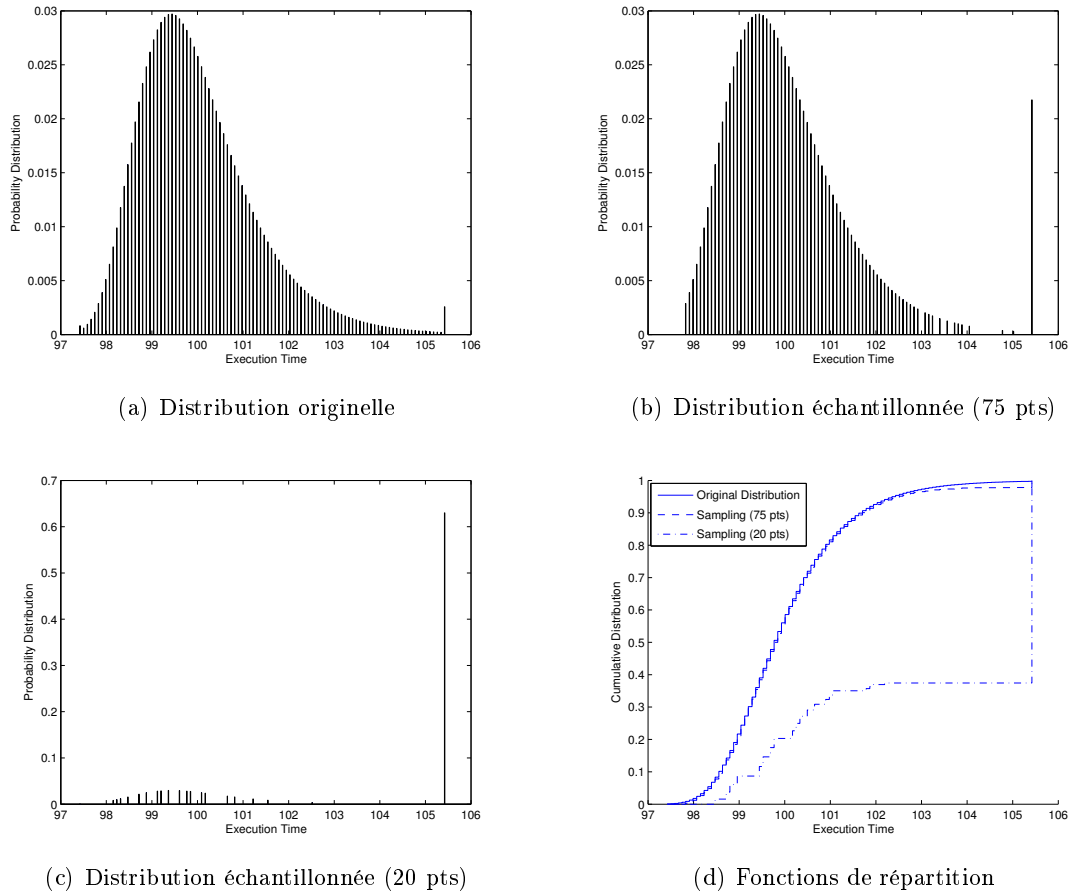 0.03
0.025
0.02
0.015
0.01
0.005
0
Probability Distribution
97 98 99 100 101 102 103 104 105 106
Execution Time
(a) Distribution originelle
0.03
0.025
0.02
0.015
0.01
0.005
0
Probability Distribution
97 98 99 100 101 102 103 104 105 106
Execution Time
(b) Distribution échantillonnée (75 pts)
0.7
0.6
0.5
0.4
0.3
0.2
0.1
0
Probability Distribution
97 98 99 100 101 102 103 104 105 106
Execution Time
(c) Distribution échantillonnée (20 pts)
1
0.9
0.8
0.7
0.6
0.5
0.4
0.3
0.2
0.1
0
Cumulative Distribution
Original Distribution
Sampling (75 pts)
Sampling (20 pts)
97 98 99 100 101 102 103 104 105 106
Execution Time
(d) Fonctions de répartition